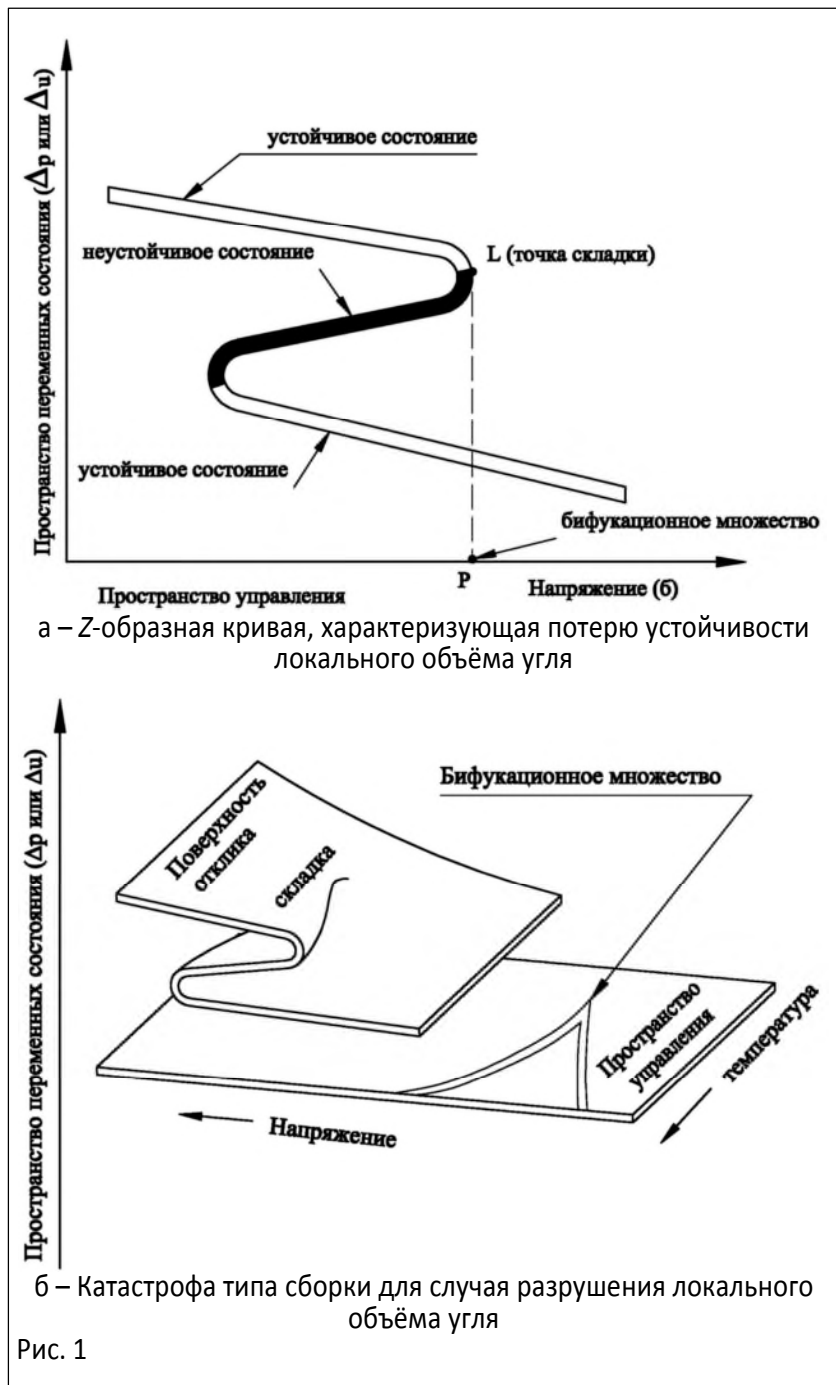 Пространство переменных состояния (Δp или Δu)
устойчивое состояние
неустойчивое состояние
L (точка складки)
устойчивое состояние
бифукационное множество
P
Напряжение (б)
Пространство управления
а – Z-образная кривая, характеризующая потерю устойчивости
локального объёма угля
Пространство переменных состояния (Δp или Δu)
Бифукационное множество
Поверхность
отклика
складка
Пространство
управления
температура
Напряжение
б – Катастрофа типа сборки для случая разрушения локального
объёма угля
Рис. 1